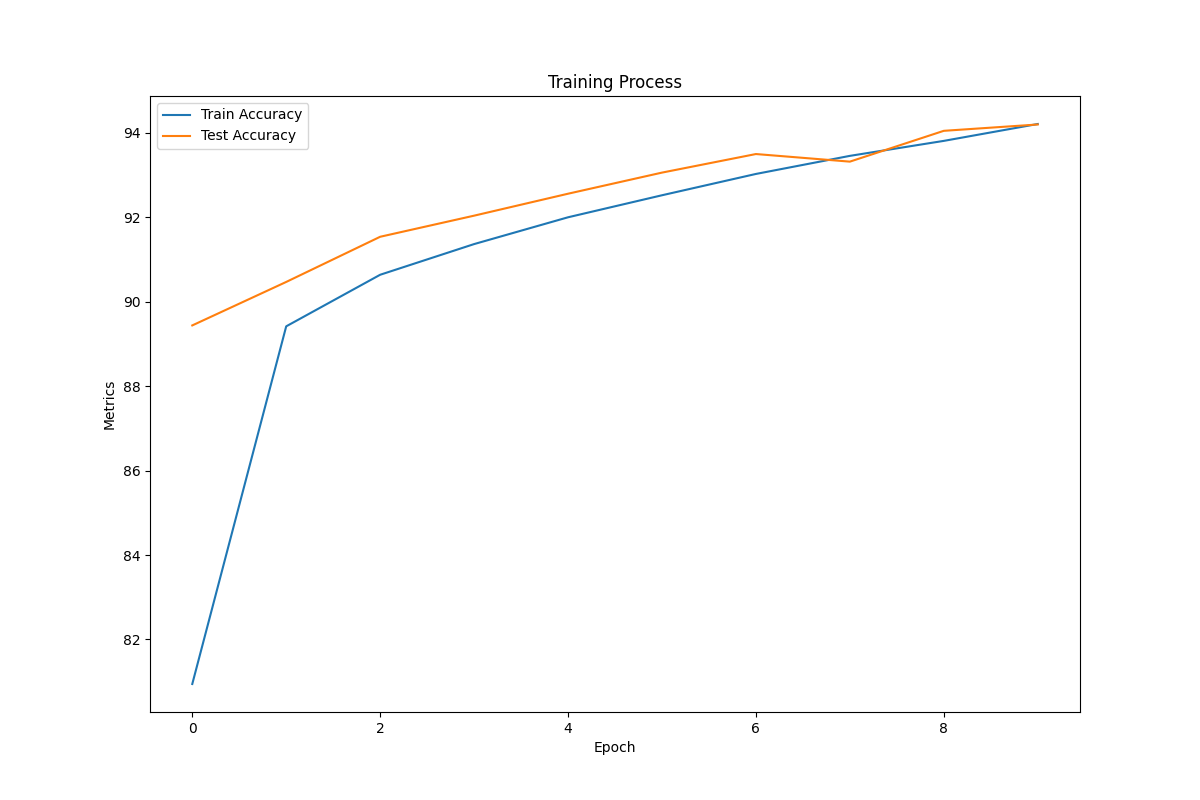 Training Process
Train Accuracy
Test Accuracy
94
92
90
88
86
84
82
Metrics
0 2 4 6 8
Epoch